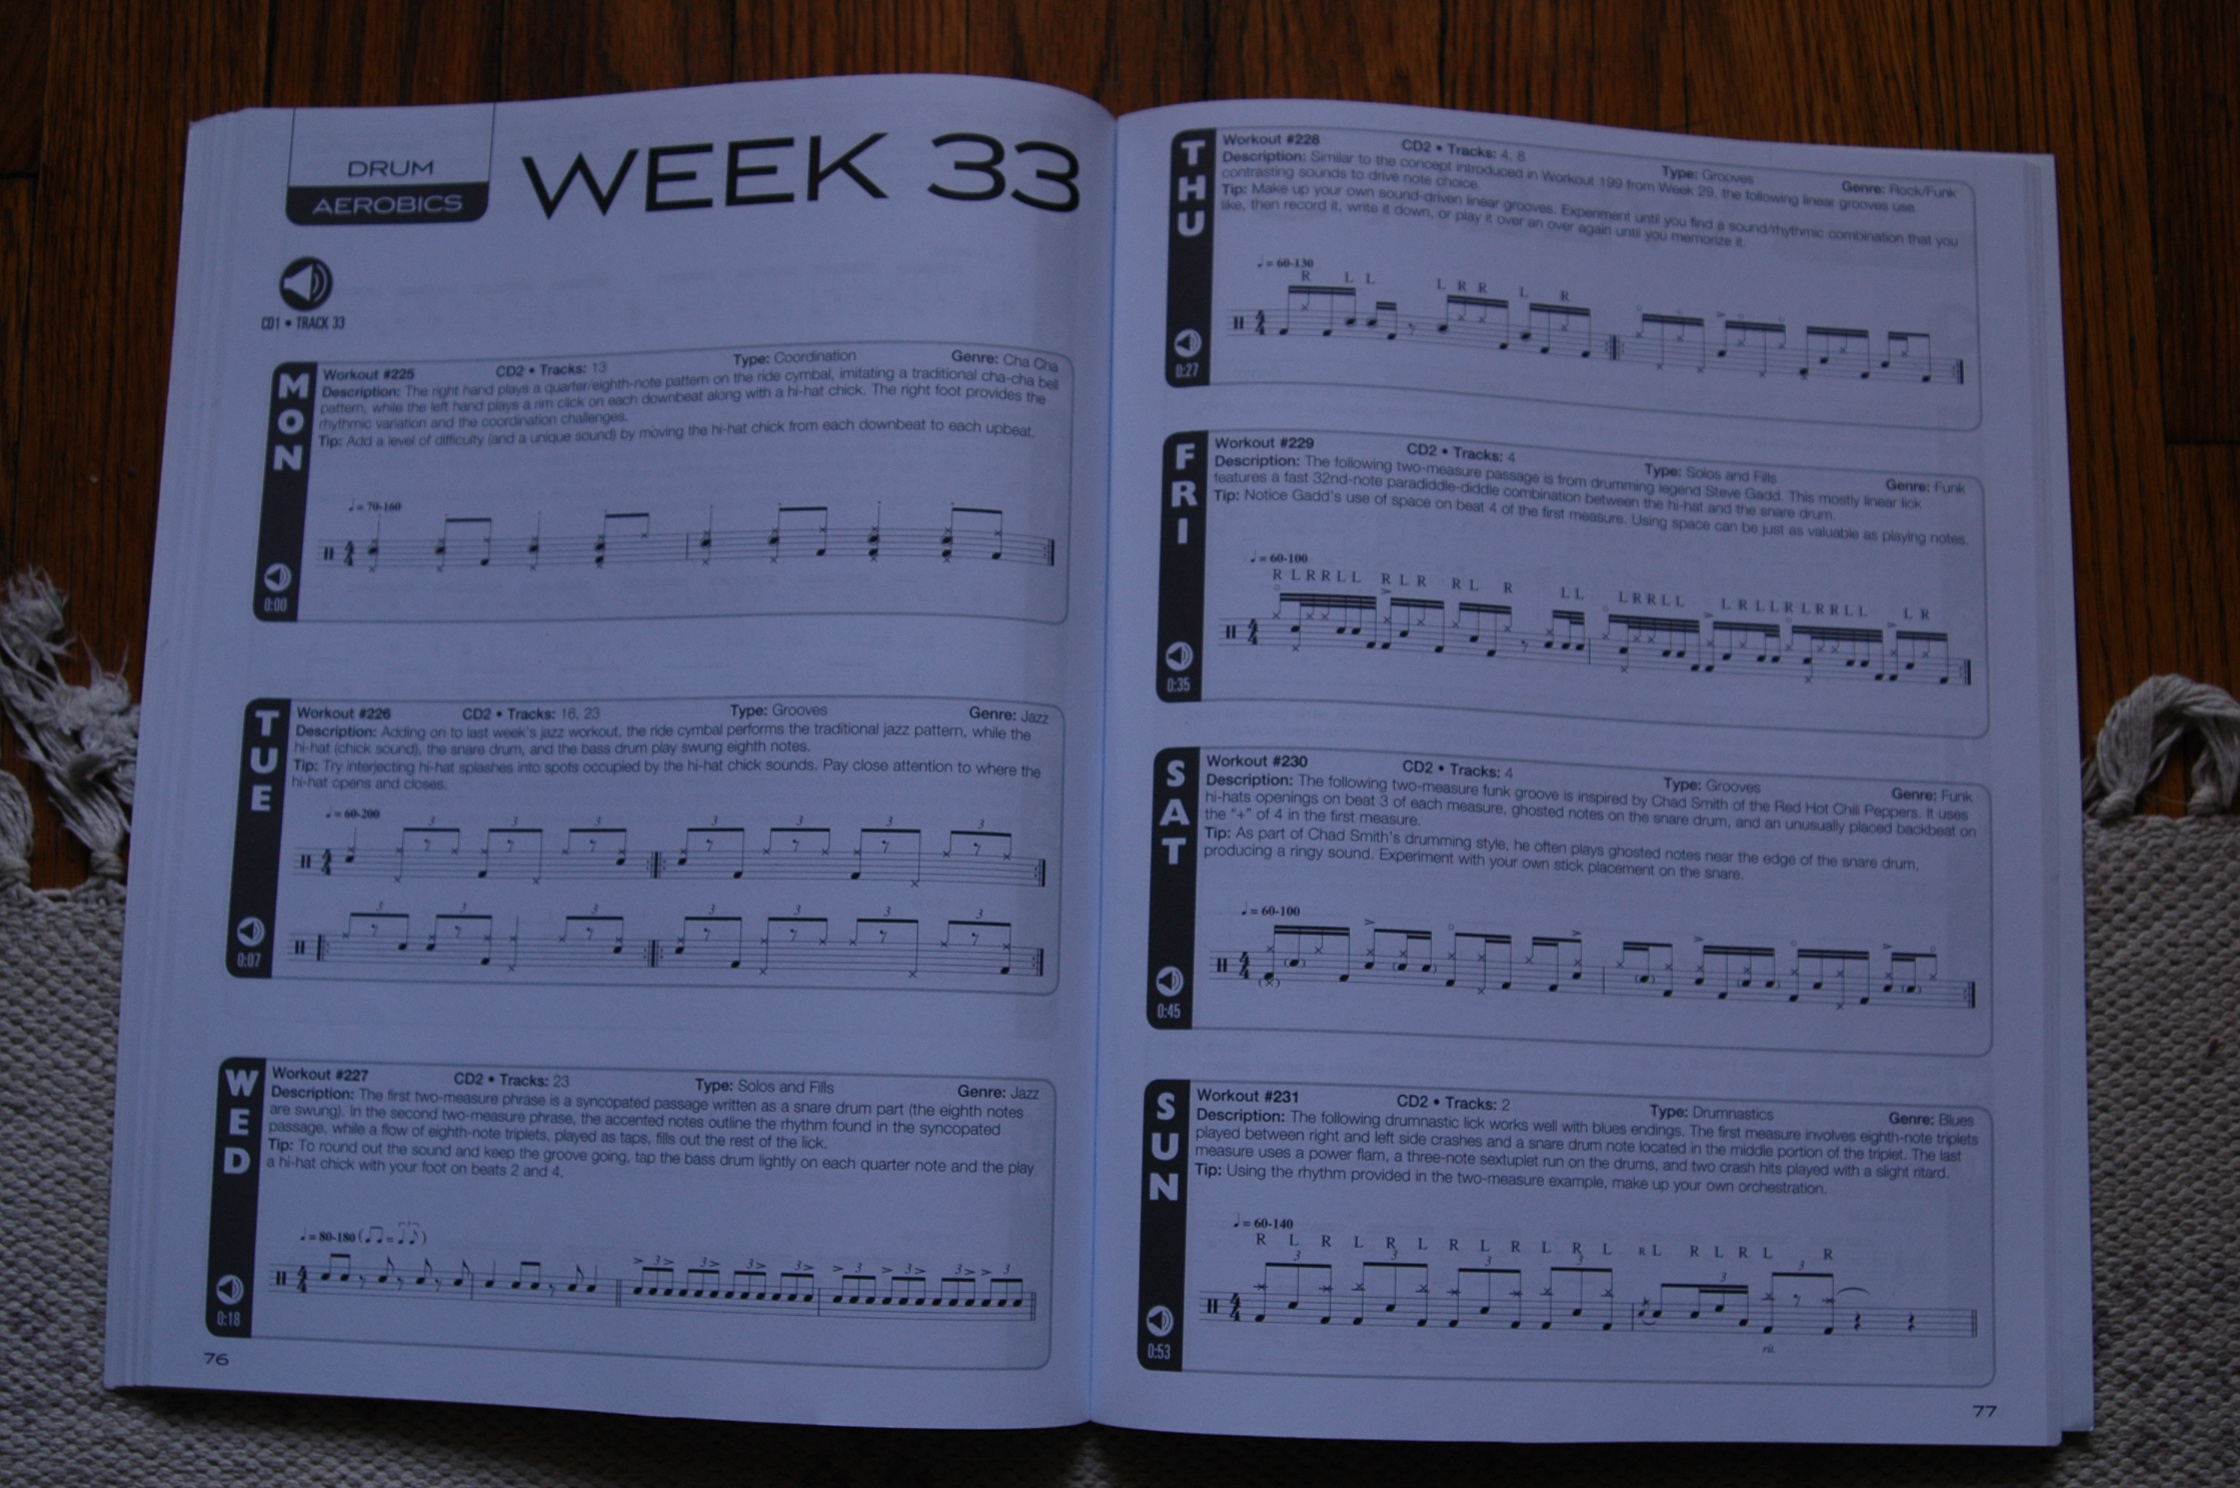 DRUM
AEROBICS
WEEK 33
CD1 • TRACK 33
MON
0:00
Workout #225 CD2 • Tracks: 13 Type: Coordination Genre: Cha Cha
Description: The right hand plays a quarter/eighth-note pattern on the ride cymbal, imitating a traditional cha-cha bell
pattern, while the left hand plays a rim click on each downbeat along with a hi-hat chick. The right foot provides the
rhythmic variation and the coordination challenges.
Tip: Add a level of difficulty (and a unique sound) by moving the hi-hat chick from each downbeat to each upbeat.
♩ = 70-160
TUE
0:07
Workout #226 CD2 • Tracks: 16, 23 Type: Grooves Genre: Jazz
Description: Adding on to last week's jazz workout, the ride cymbal performs the traditional jazz pattern, while the
hi-hat (chick sound), the snare drum, and the bass drum play swung eighth notes.
Tip: Try interjecting hi-hat splashes into spots occupied by the hi-hat chick sounds. Pay close attention to where the
hi-hat opens and closes.
♩ = 60-200
3 3 3 3 3 3 3
3 3 3 3 3 3 3
WED
0:18
Workout #227 CD2 • Tracks: 23 Type: Solos and Fills Genre: Jazz
Description: The first two-measure phrase is a syncopated passage written as a snare drum part (the eighth notes
are swung). In the second two-measure phrase, the accented notes outline the rhythm found in the syncopated
passage, while a flow of eighth-note triplets, played as taps, fills out the rest of the lick.
Tip: To round out the sound and keep the groove going, tap the bass drum lightly on each quarter note and the play
a hi-hat chick with your foot on beats 2 and 4.
♩ = 80-180
3 3 3 3 3 3 3 3
76
THU
0:27
Workout #228 CD2 • Tracks: 4, 8 Type: Grooves Genre: Rock/Funk
Description: Similar to the concept introduced in Workout 199 from Week 29, the following linear grooves use
contrasting sounds to drive note choice.
Tip: Make up your own sound-driven linear grooves. Experiment until you find a sound/rhythmic combination that you
like, then record it, write it down, or play it over an over again until you memorize it.
♩ = 60-130
R L L L R R L R
FRI
0:35
Workout #229 CD2 • Tracks: 4 Type: Solos and Fills Genre: Funk
Description: The following two-measure passage is from drumming legend Steve Gadd. This mostly linear lick
features a fast 32nd-note paradiddle-diddle combination between the hi-hat and the snare drum.
Tip: Notice Gadd's use of space on beat 4 of the first measure. Using space can be just as valuable as playing notes.
♩ = 60-100
R L R R L L R L R R L R L L L R R L L L R L L R L R R L L L R
SAT
0:45
Workout #230 CD2 • Tracks: 4 Type: Grooves Genre: Funk
Description: The following two-measure funk groove is inspired by Chad Smith of the Red Hot Chili Peppers. It uses
hi-hats openings on beat 3 of each measure, ghosted notes on the snare drum, and an unusually placed backbeat on
the "+" of 4 in the first measure.
Tip: As part of Chad Smith's drumming style, he often plays ghosted notes near the edge of the snare drum,
producing a ringy sound. Experiment with your own stick placement on the snare.
♩ = 60-100
SUN
0:53
Workout #231 CD2 • Tracks: 2 Type: Drumnastics Genre: Blues
Description: The following drumnastic lick works well with blues endings. The first measure involves eighth-note triplets
played between right and left side crashes and a snare drum note located in the middle portion of the triplet. The last
measure uses a power flam, a three-note sextuplet run on the drums, and two crash hits played with a slight ritard.
Tip: Using the rhythm provided in the two-measure example, make up your own orchestration.
♩ = 60-140
R L R L R L R L R L R L R L R L R L R
3 3 3 3 3 3
rit.
77